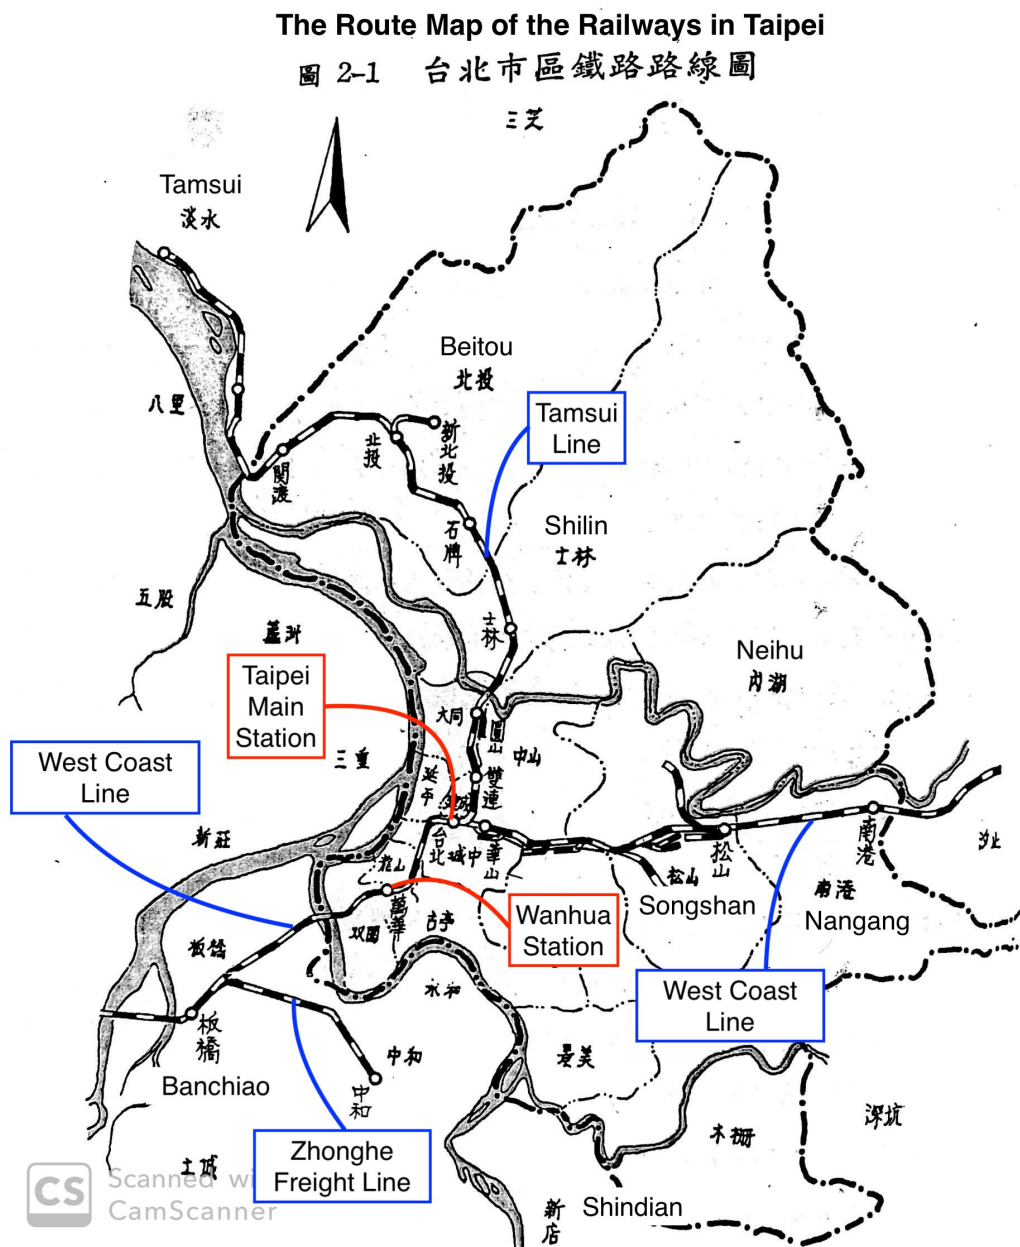 The Route Map of the Railways in Taipei
圖 2-1 台北市區鐵路路線圖
三芝
Tamsui
淡水
Beitou
北投
八里
Tamsui
Line
新北投
北投
関渡
石牌
Shilin
士林
五股
蘆洲
士林
Neihu
內湖
Taipei
Main
Station
大同
圓山
中山
West Coast
Line
三重
延平
雙連
新莊
台北
城中
華山
松山
松山
南港
汐止
Songshan
南港
Nangang
萬華
Wanhua
Station
双園
古亭
板橋
West Coast
Line
永和
板橋
中和
景美
Banchiao
中和
深坑
木柵
Zhonghe
Freight Line
土城
CS
Scanned wi
CamScanner
新店
Shindian